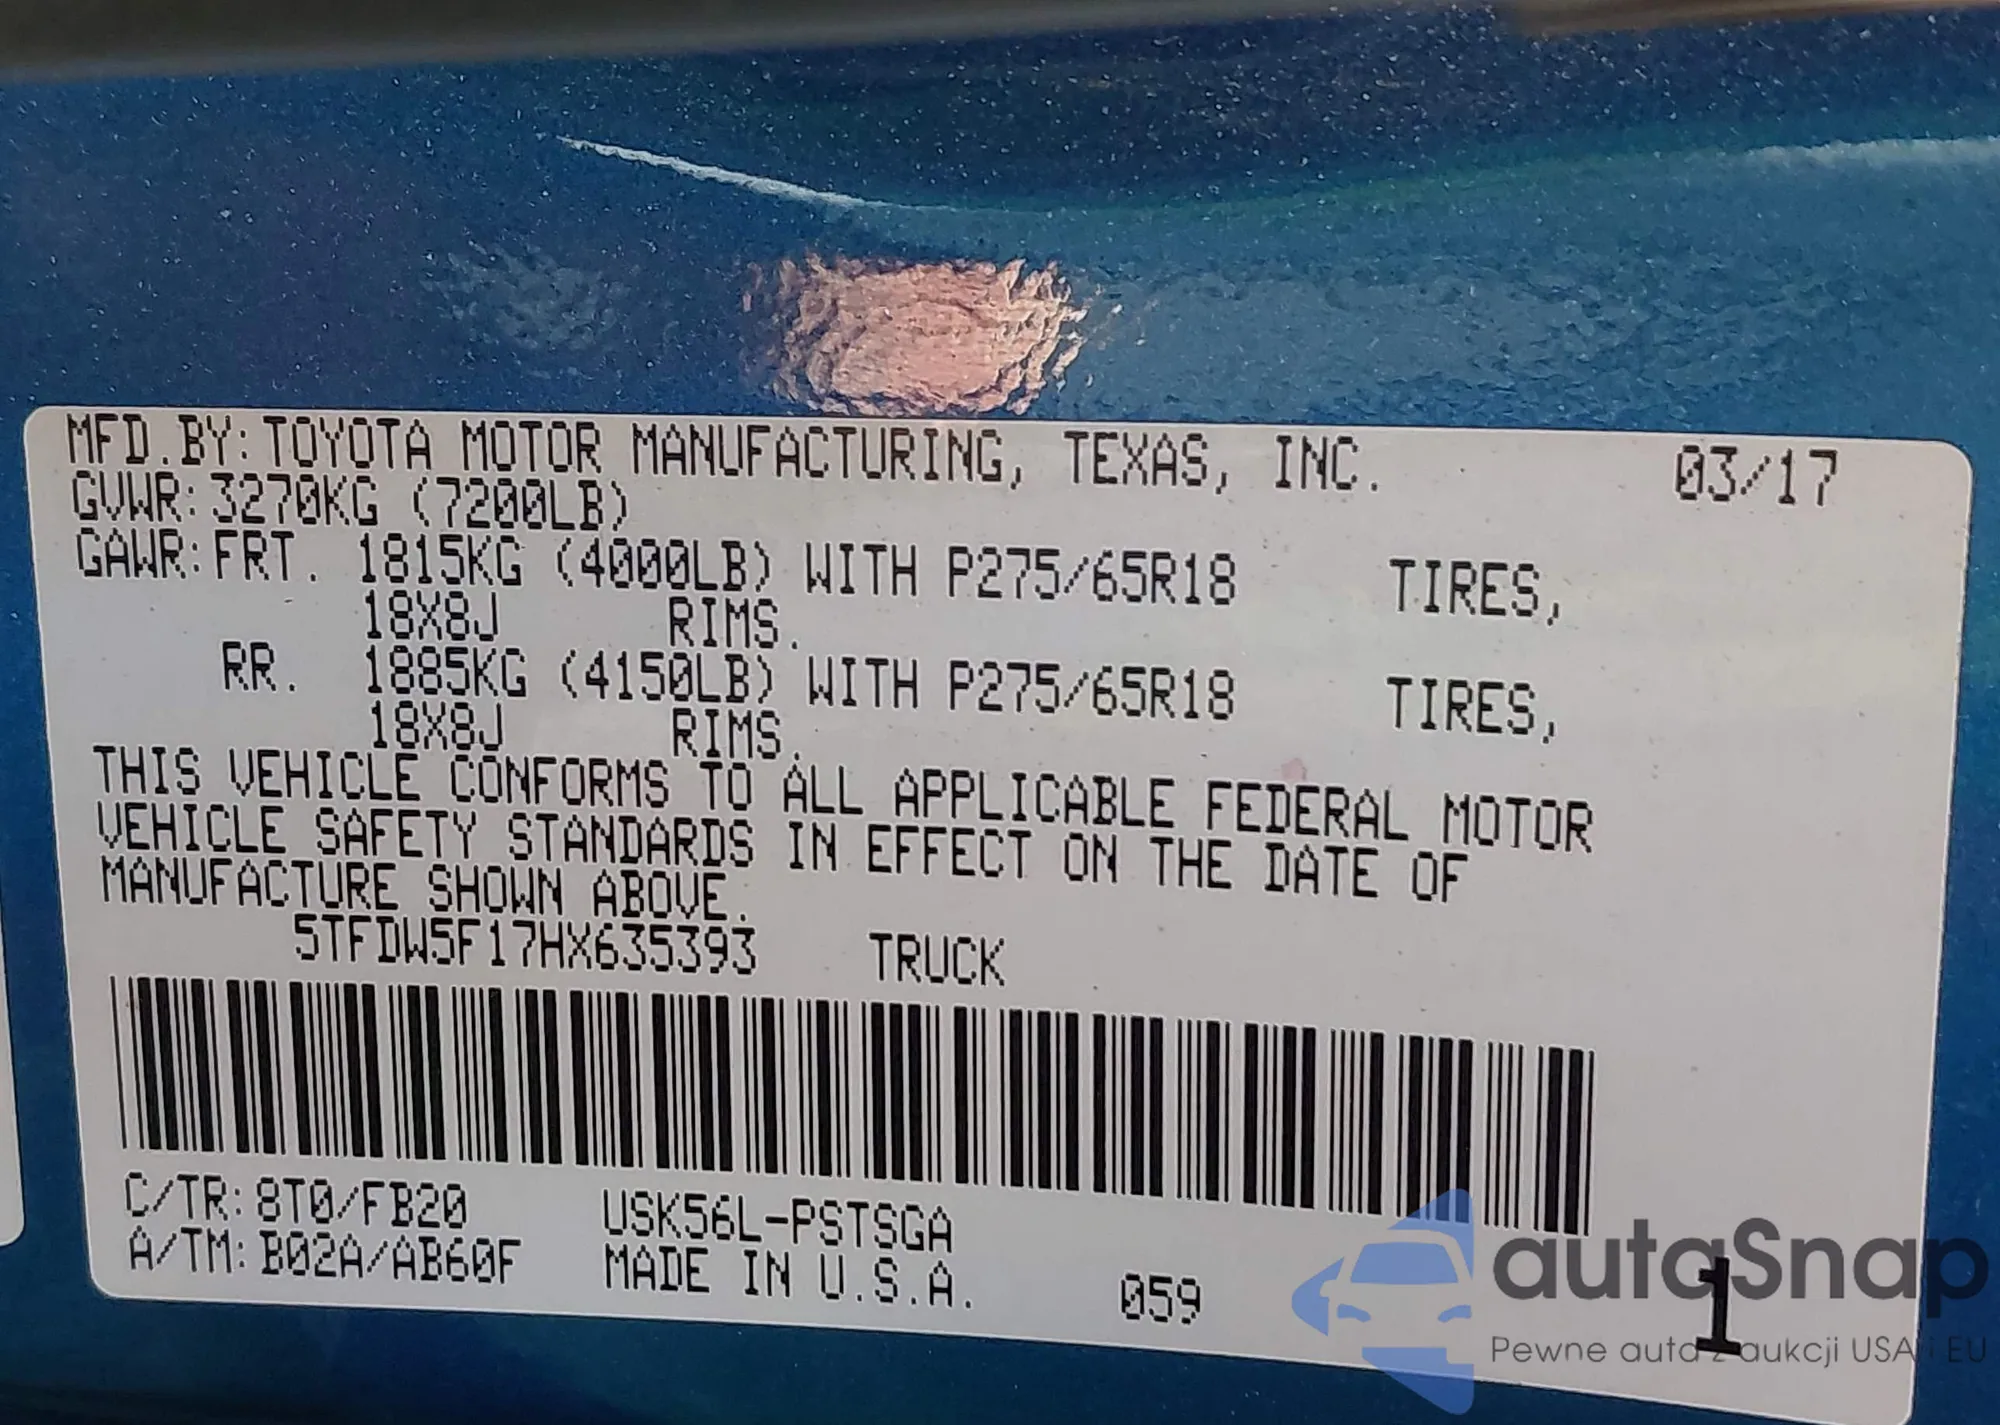 MFD.BY:TOYOTA MOTOR MANUFACTURING, TEXAS, INC. 03/17
GVWR:3270KG (7200LB)
GAWR:FRT. 1815KG (4000LB) WITH P275/65R18 TIRES,
18X8J RIMS.
RR. 1885KG (4150LB) WITH P275/65R18 TIRES,
18X8J RIMS.
THIS VEHICLE CONFORMS TO ALL APPLICABLE FEDERAL MOTOR
VEHICLE SAFETY STANDARDS IN EFFECT ON THE DATE OF
MANUFACTURE SHOWN ABOVE.
5TFDW5F17HX635393 TRUCK
C/TR:8T0/FB20 USK56L-PSTSGA
A/TM:B02A/AB60F MADE IN U.S.A. 059 1
autaSnap
Pewne auta z aukcji USA i EU